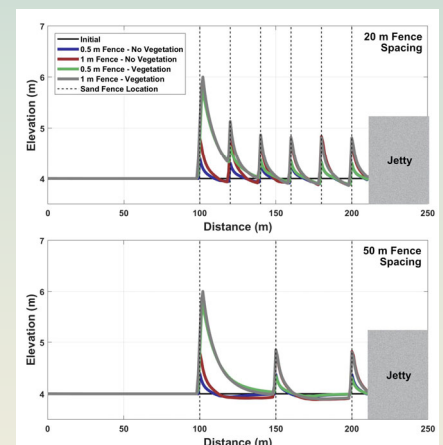 20 m Fence
Spacing
Initial
0.5 m Fence - No Vegetation
1 m Fence - No Vegetation
0.5 m Fence - Vegetation
1 m Fence - Vegetation
Sand Fence Location
Elevation (m)
7
6
5
4
Jetty
0 50 100 150 200 250
Distance (m)
50 m Fence
Spacing
Elevation (m)
7
6
5
4
Jetty
0 50 100 150 200 250
Distance (m)